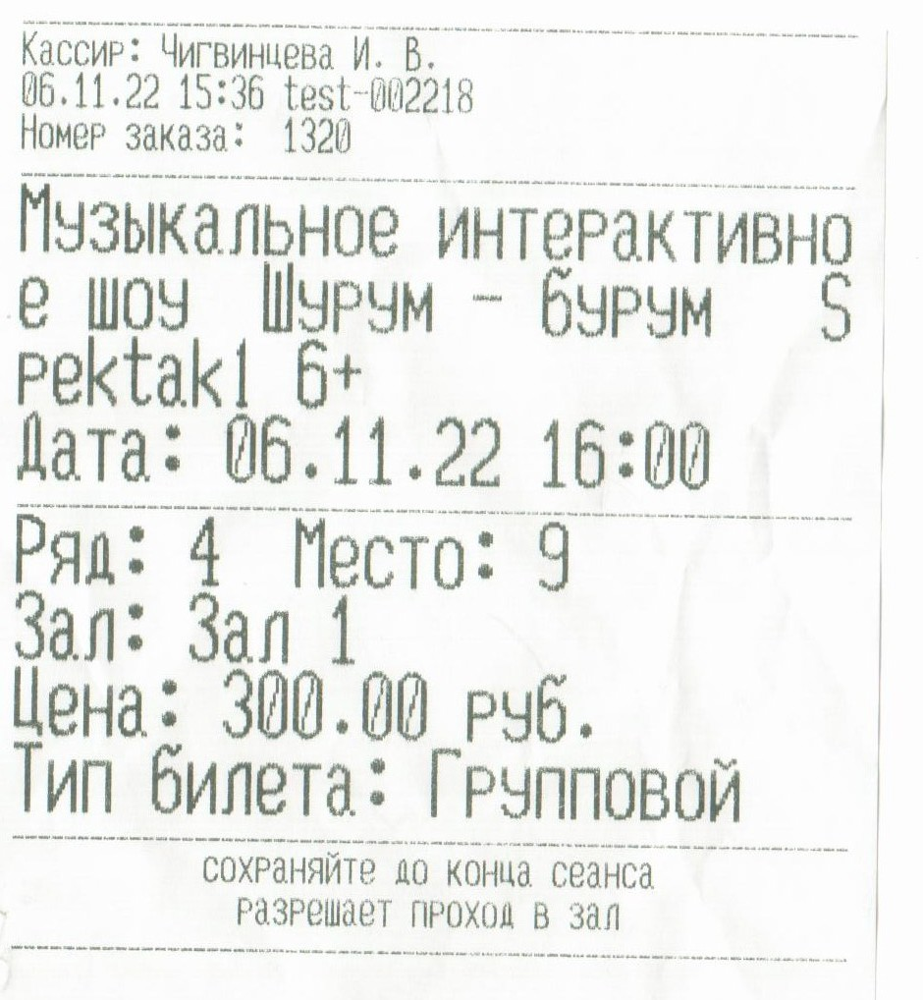 Кассир: Чигвинцева И. В.
06.11.22 15:36 test-002218
Номер заказа: 1320
Музыкальное интерактивно
е шоу Шурум - бурум S
pektakl 6+
Дата: 06.11.22 16:00
Ряд: 4 Место: 9
Зал: Зал 1
Цена: 300.00 руб.
Тип билета: Групповой
сохраняйте до конца сеанса
разрешает проход в зал